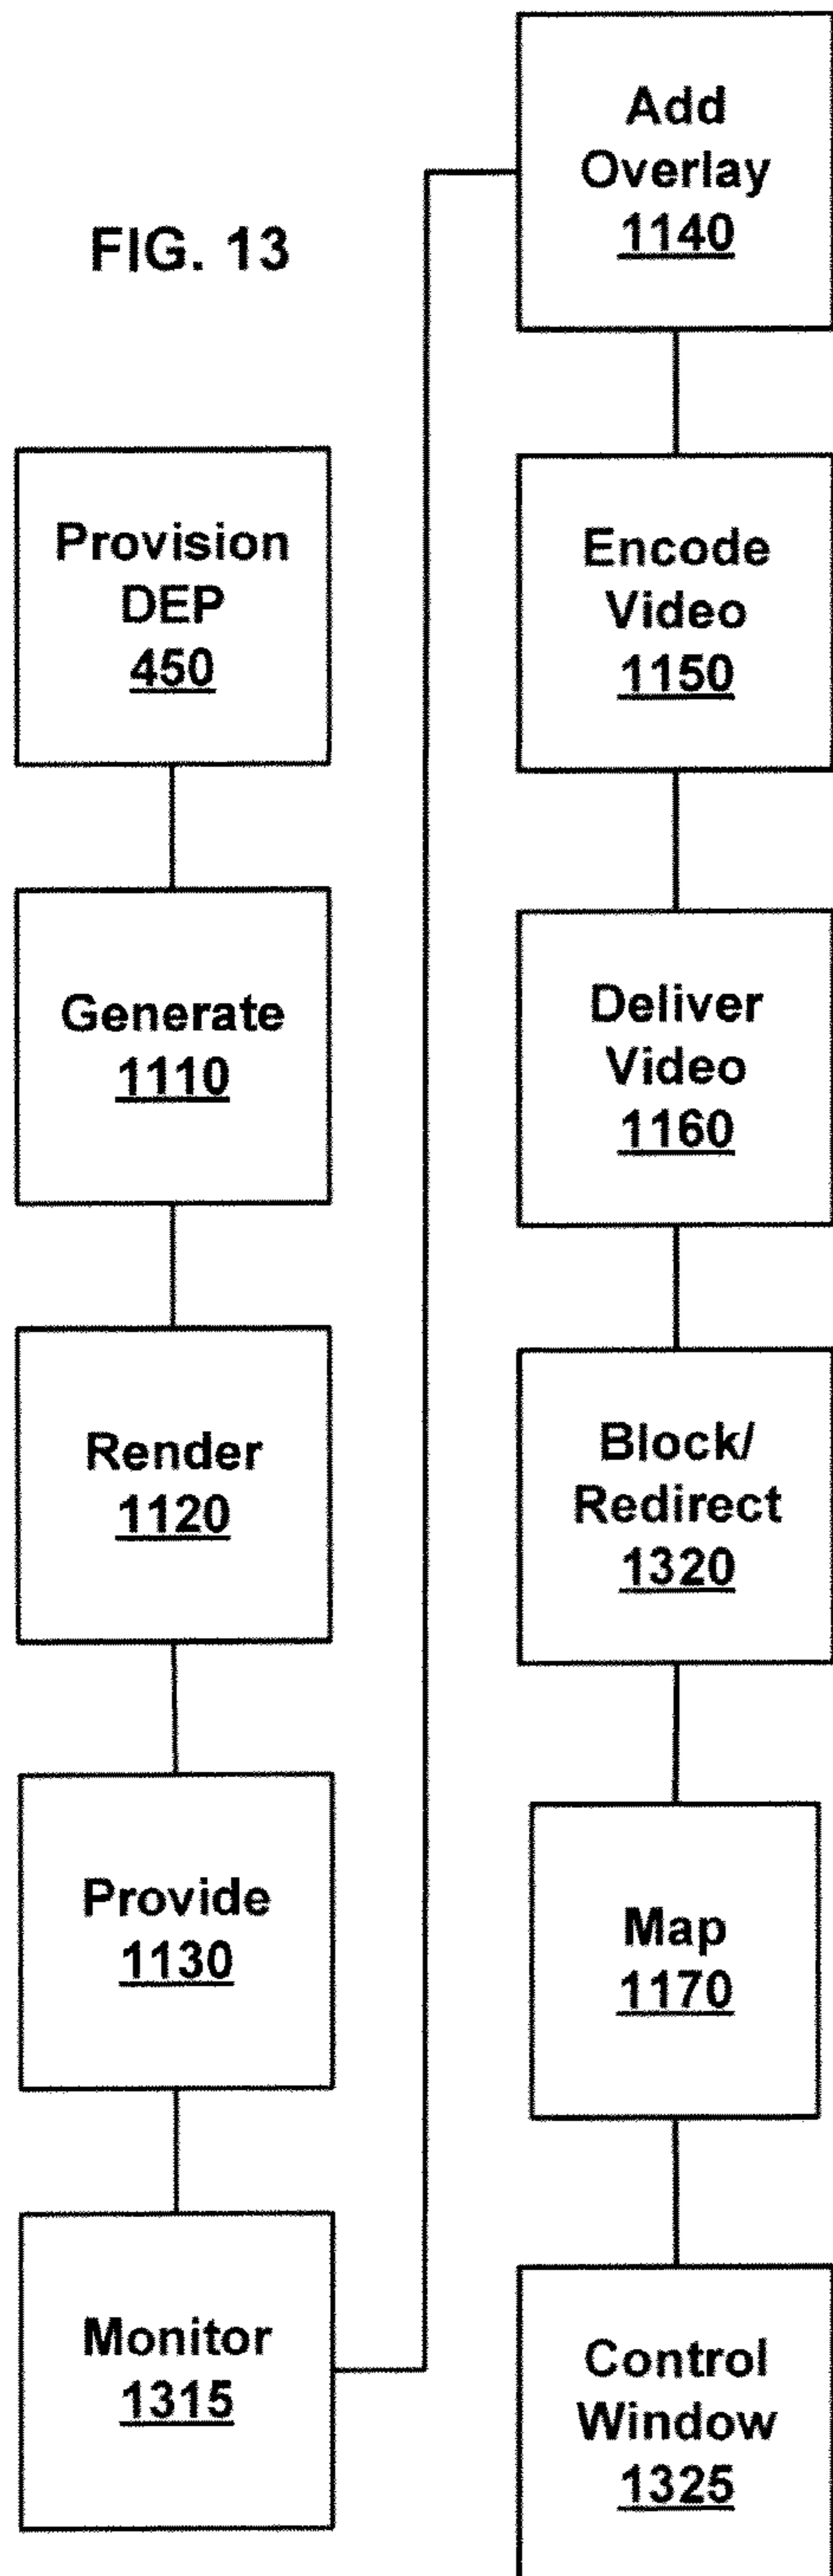 FIG. 13
Provision
DEP
450
Generate
1110
Render
1120
Provide
1130
Monitor
1315
Add
Overlay
1140
Encode
Video
1150
Deliver
Video
1160
Block/
Redirect
1320
Map
1170
Control
Window
1325